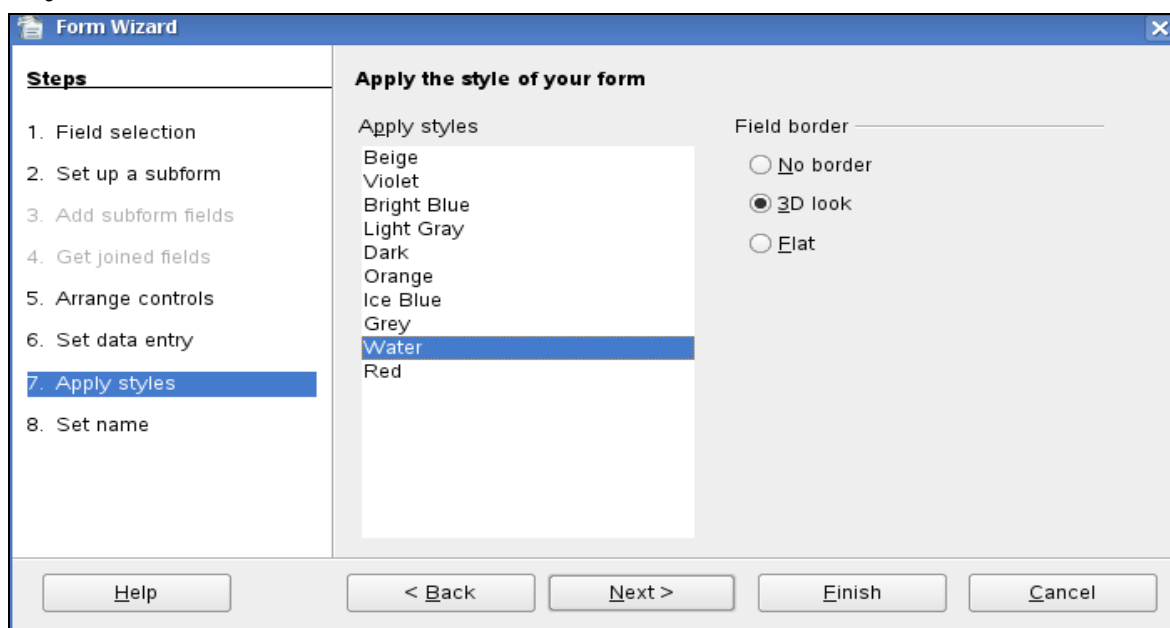 Form Wizard
Steps
1. Field selection
2. Set up a subform
3. Add subform fields
4. Get joined fields
5. Arrange controls
6. Set data entry
7. Apply styles
8. Set name
Apply the style of your form
Apply styles
Beige
Violet
Bright Blue
Light Gray
Dark
Orange
Ice Blue
Grey
Water
Red
Field border
No border
3D look
Flat
Help
< Back
Next >
Finish
Cancel